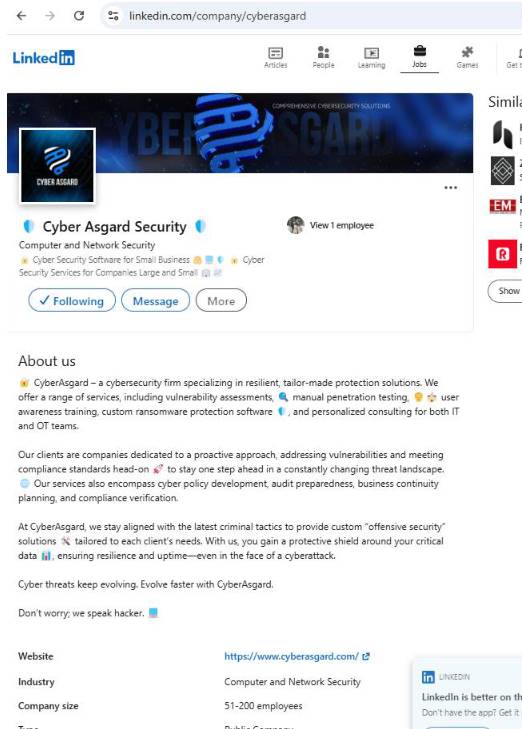 linkedin.com/company/cyberasgard
LinkedIn
Articles
People
Learning
Jobs
Games
Get
COMPREHENSIVE CYBERSECURITY SOLUTIONS
CYBER ASGARD
Cyber Asgard Security
View 1 employee
Computer and Network Security
Cyber Security Software for Small Business Cyber
Security Services for Companies Large and Small
✓ Following
Message
More
EM
R
Show
About us
CyberAsgard – a cybersecurity firm specializing in resilient, tailor-made protection solutions. We
offer a range of services, including vulnerability assessments, 🔍 manual penetration testing, user
awareness training, custom ransomware protection software , and personalized consulting for both IT
and OT teams.
Our clients are companies dedicated to a proactive approach, addressing vulnerabilities and meeting
compliance standards head-on 🚀 to stay one step ahead in a constantly changing threat landscape.
🌐 Our services also encompass cyber policy development, audit preparedness, business continuity
planning, and compliance verification.
At CyberAsgard, we stay aligned with the latest criminal tactics to provide custom "offensive security"
solutions tailored to each client's needs. With us, you gain a protective shield around your critical
data 📊, ensuring resilience and uptime—even in the face of a cyberattack.
Cyber threats keep evolving. Evolve faster with CyberAsgard.
Don't worry; we speak hacker.
Website
https://www.cyberasgard.com/
Industry
Computer and Network Security
Company size
51-200 employees
Type
Public Company
in LINKEDIN
LinkedIn is better on th
Don't have the app? Get it